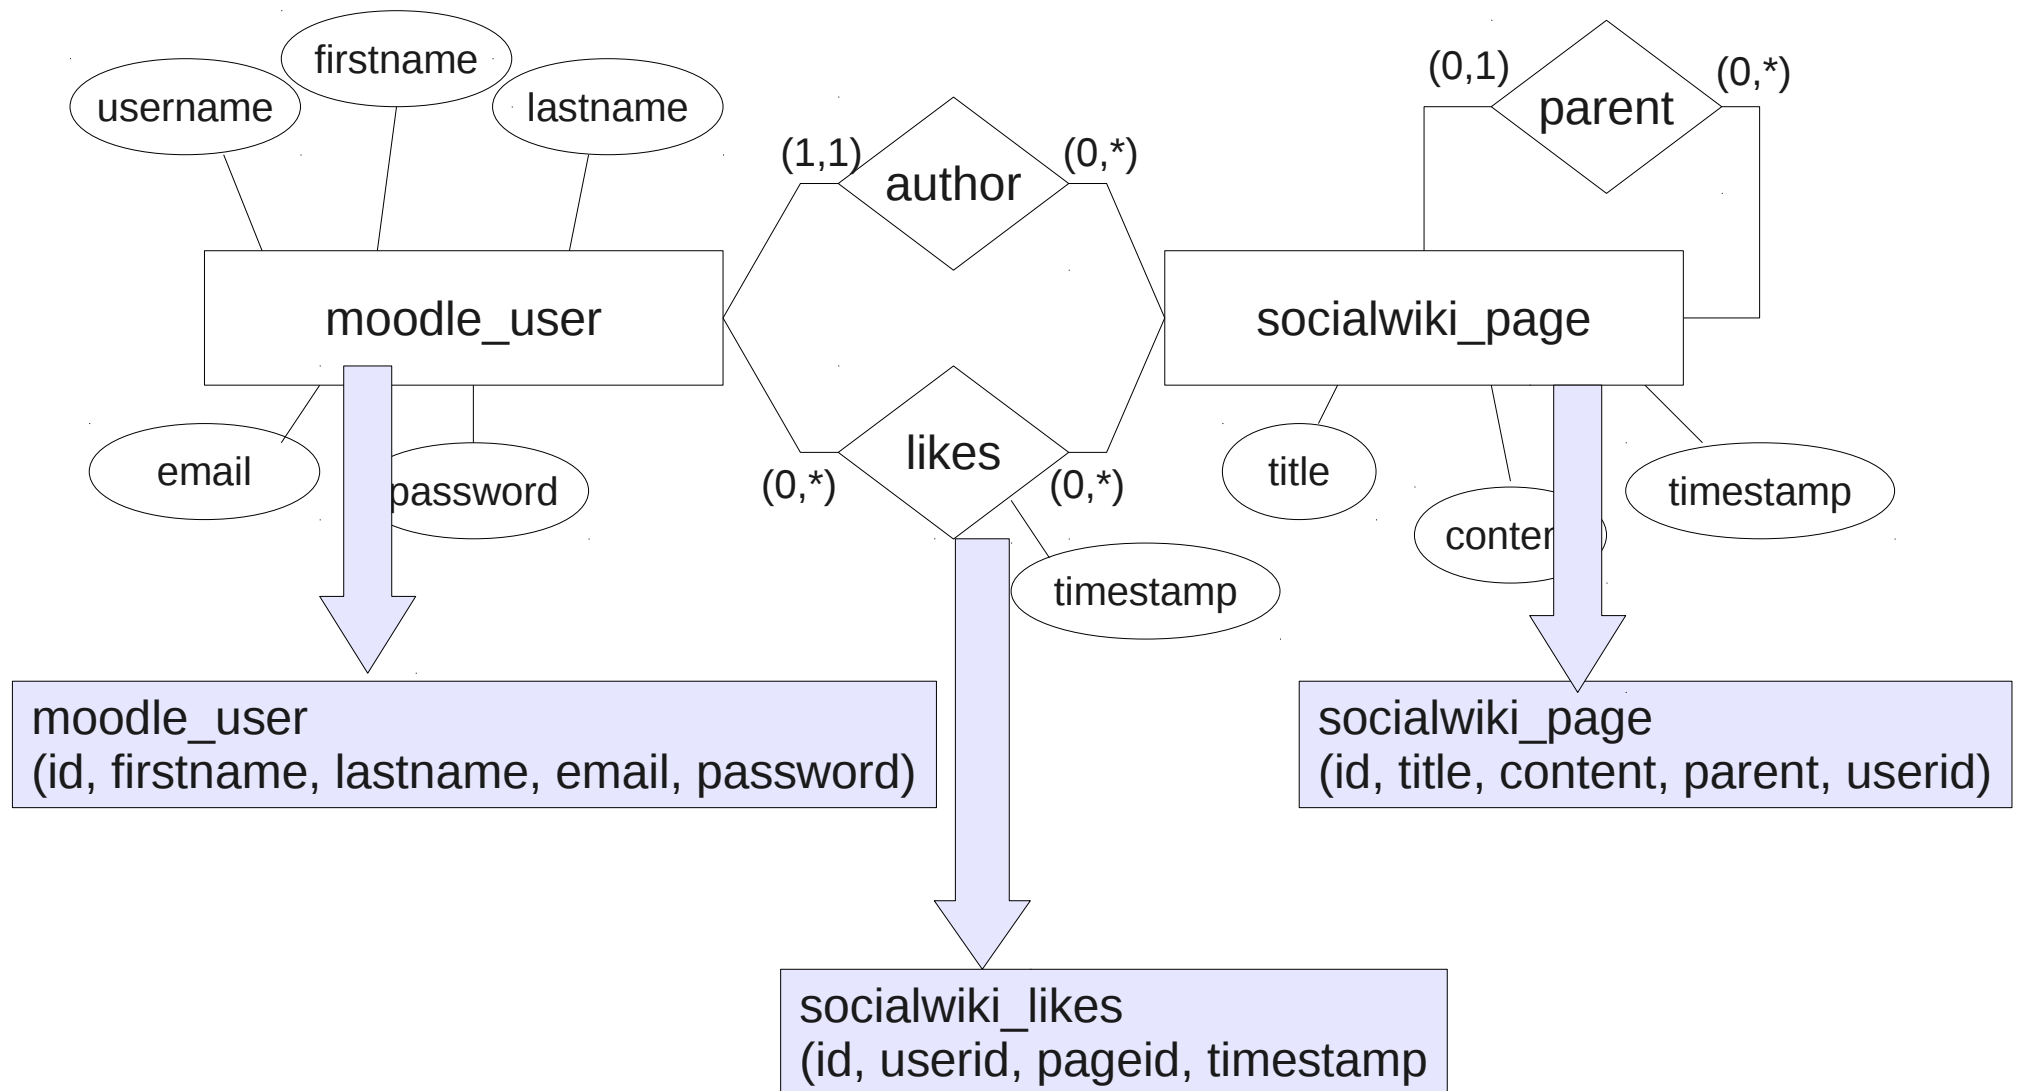 firstname
username
lastname
(0,1)
(0,*)
parent
(1,1)
(0,*)
author
moodle_user
socialwiki_page
email
password
likes
(0,*)
(0,*)
title
timestamp
timestamp
moodle_user
(id, firstname, lastname, email, password)
socialwiki_page
(id, title, content, parent, userid)
socialwiki_likes
(id, userid, pageid, timestamp